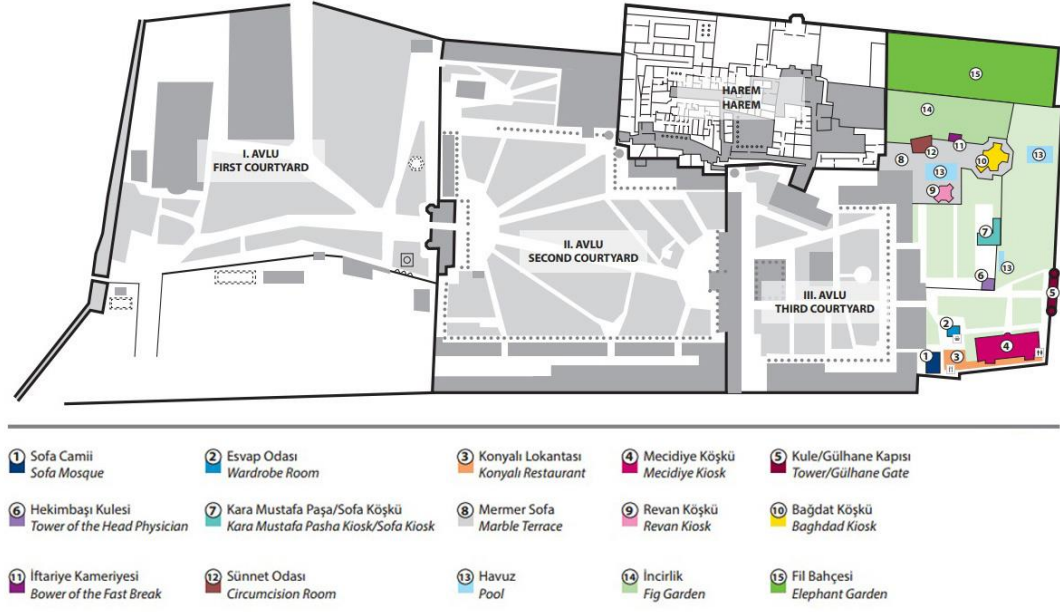 HAREM
HAREM
15
14
I. AVLU
FIRST COURTYARD
11
12
13
8
10
13
9
7
II. AVLU
SECOND COURTYARD
13
6
5
III. AVLU
THIRD COURTYARD
2
4
1
3
1 Sofa Camii
Sofa Mosque
2 Esvap Odası
Wardrobe Room
3 Konyalı Lokantası
Konyalı Restaurant
4 Mecidiye Köşkü
Mecidiye Kiosk
5 Kule/Gülhane Kapısı
Tower/Gülhane Gate
6 Hekimbaşı Kulesi
Tower of the Head Physician
7 Kara Mustafa Paşa/Sofa Köşkü
Kara Mustafa Pasha Kiosk/Sofa Kiosk
8 Mermer Sofa
Marble Terrace
9 Revan Köşkü
Revan Kiosk
10 Bağdat Köşkü
Baghdad Kiosk
11 İftariye Kameriyesi
Bower of the Fast Break
12 Sünnet Odası
Circumcision Room
13 Havuz
Pool
14 İncirlik
Fig Garden
15 Fil Bahçesi
Elephant Garden